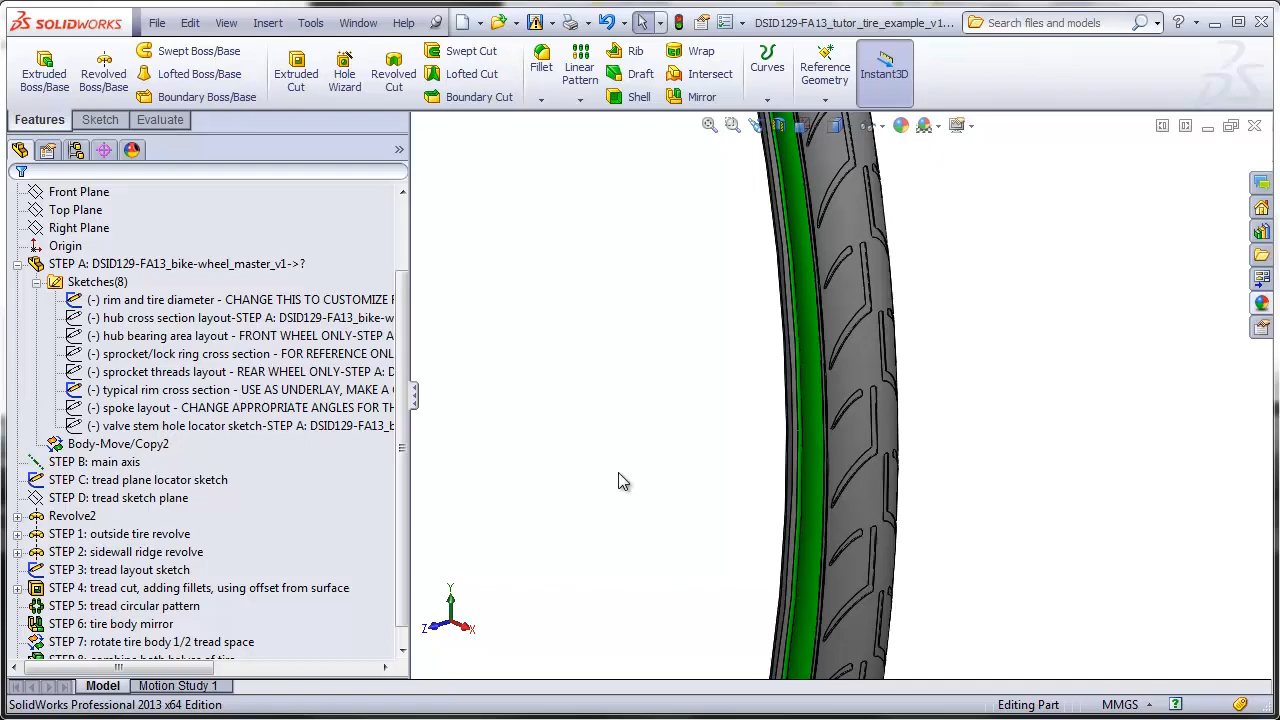 SOLIDWORKS File Edit View Insert Tools Window Help DSID129-FA13_tutor_tire_example_v1... Search files and models
Extruded Boss/Base Revolved Boss/Base Swept Boss/Base Lofted Boss/Base Boundary Boss/Base Extruded Cut Hole Wizard Revolved Cut Swept Cut Lofted Cut Boundary Cut Fillet Linear Pattern Rib Draft Shell Wrap Intersect Mirror Curves Reference Geometry Instant3D
Features Sketch Evaluate
Front Plane
Top Plane
Right Plane
Origin
STEP A: DSID129-FA13_bike-wheel_master_v1->?
Sketches(8)
(-) rim and tire diameter - CHANGE THIS TO CUSTOMIZE
(-) hub cross section layout-STEP A: DSID129-FA13_bike-w
(-) hub bearing area layout - FRONT WHEEL ONLY-STEP A
(-) sprocket/lock ring cross section - FOR REFERENCE ONL
(-) sprocket threads layout - REAR WHEEL ONLY-STEP A: D
(-) typical rim cross section - USE AS UNDERLAY, MAKE A
(-) spoke layout - CHANGE APPROPRIATE ANGLES FOR TH
(-) valve stem hole locator sketch-STEP A: DSID129-FA13_b
Body-Move/Copy2
STEP B: main axis
STEP C: tread plane locator sketch
STEP D: tread sketch plane
Revolve2
STEP 1: outside tire revolve
STEP 2: sidewall ridge revolve
STEP 3: tread layout sketch
STEP 4: tread cut, adding fillets, using offset from surface
STEP 5: tread circular pattern
STEP 6: tire body mirror
STEP 7: rotate tire body 1/2 tread space
Y
Z X
Model Motion Study 1
SolidWorks Professional 2013 x64 Edition Editing Part MMGS